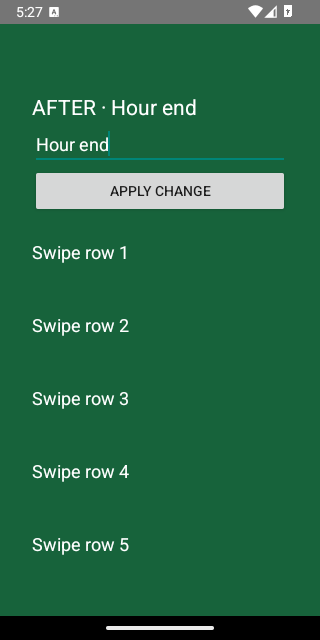 5:27
AFTER · Hour end
Hour end
APPLY CHANGE
Swipe row 1
Swipe row 2
Swipe row 3
Swipe row 4
Swipe row 5